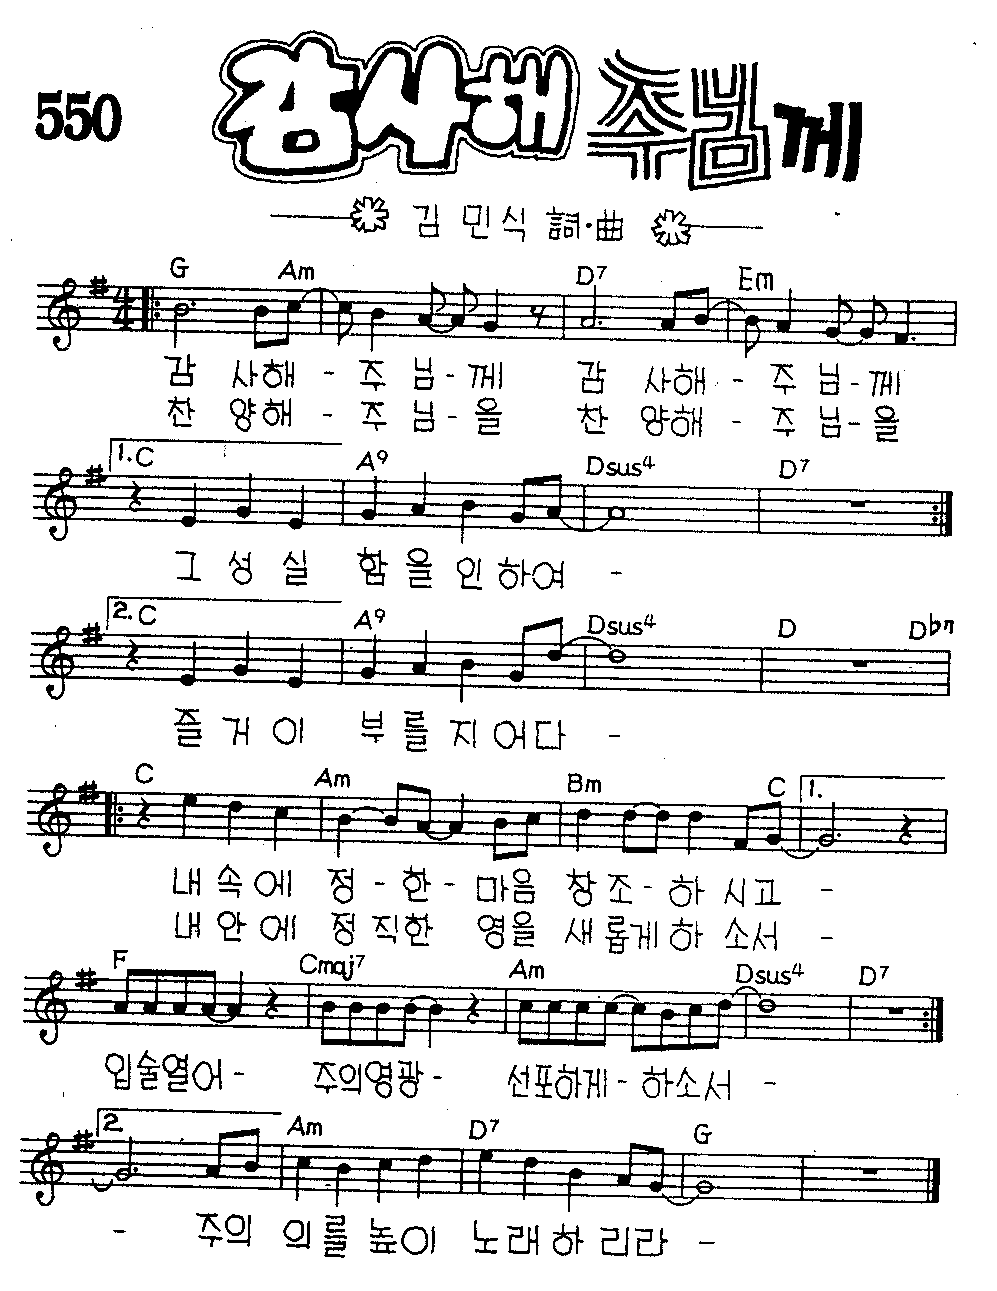 550
감사해 주님께
김민식 詞·曲
G Am D7 Em
감 사해 - 주 님 - 께 감 사해 - 주 님 - 께
찬 양해 - 주 님 - 을 찬 양해 - 주 님 - 을
1. C A9 Dsus4 D7
그 성 실 함 을 인 하여 -
2. C A9 Dsus4 D D♭7
즐 거 이 부 를 지 어다 -
C Am Bm C 1.
내 속 에 정 - 한 - 마음 창 조 - 하 시고 -
내 안 에 정 직한 영을 새 롭게 하 소서 -
F Cmaj7 Am Dsus4 D7
입술열어 - 주의영광 - 선포하게 - 하소서 -
2. Am D7 G
- 주의 의 를 높이 노 래 하 리라 -